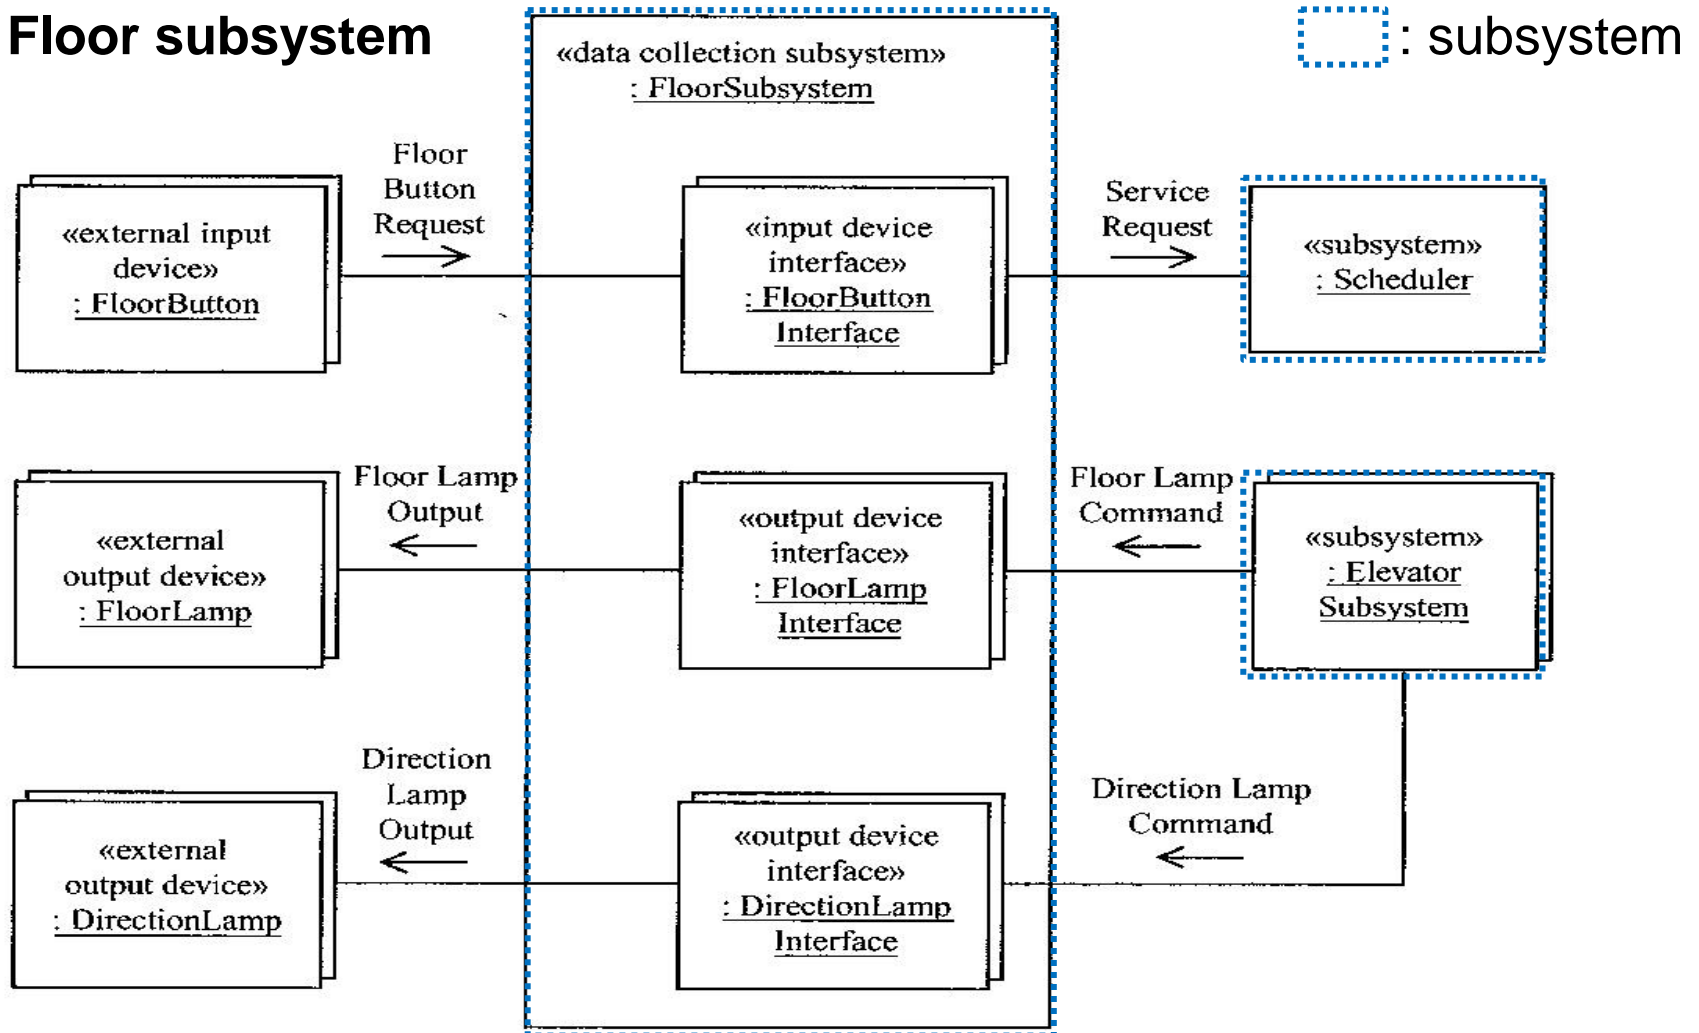 Floor subsystem
: subsystem
«data collection subsystem»
: FloorSubsystem
«external input
device»
: FloorButton
Floor
Button
Request
«input device
interface»
: FloorButton
Interface
Service
Request
«subsystem»
: Scheduler
«external
output device»
: FloorLamp
Floor Lamp
Output
«output device
interface»
: FloorLamp
Interface
Floor Lamp
Command
«subsystem»
: Elevator
Subsystem
«external
output device»
: DirectionLamp
Direction
Lamp
Output
«output device
interface»
: DirectionLamp
Interface
Direction Lamp
Command